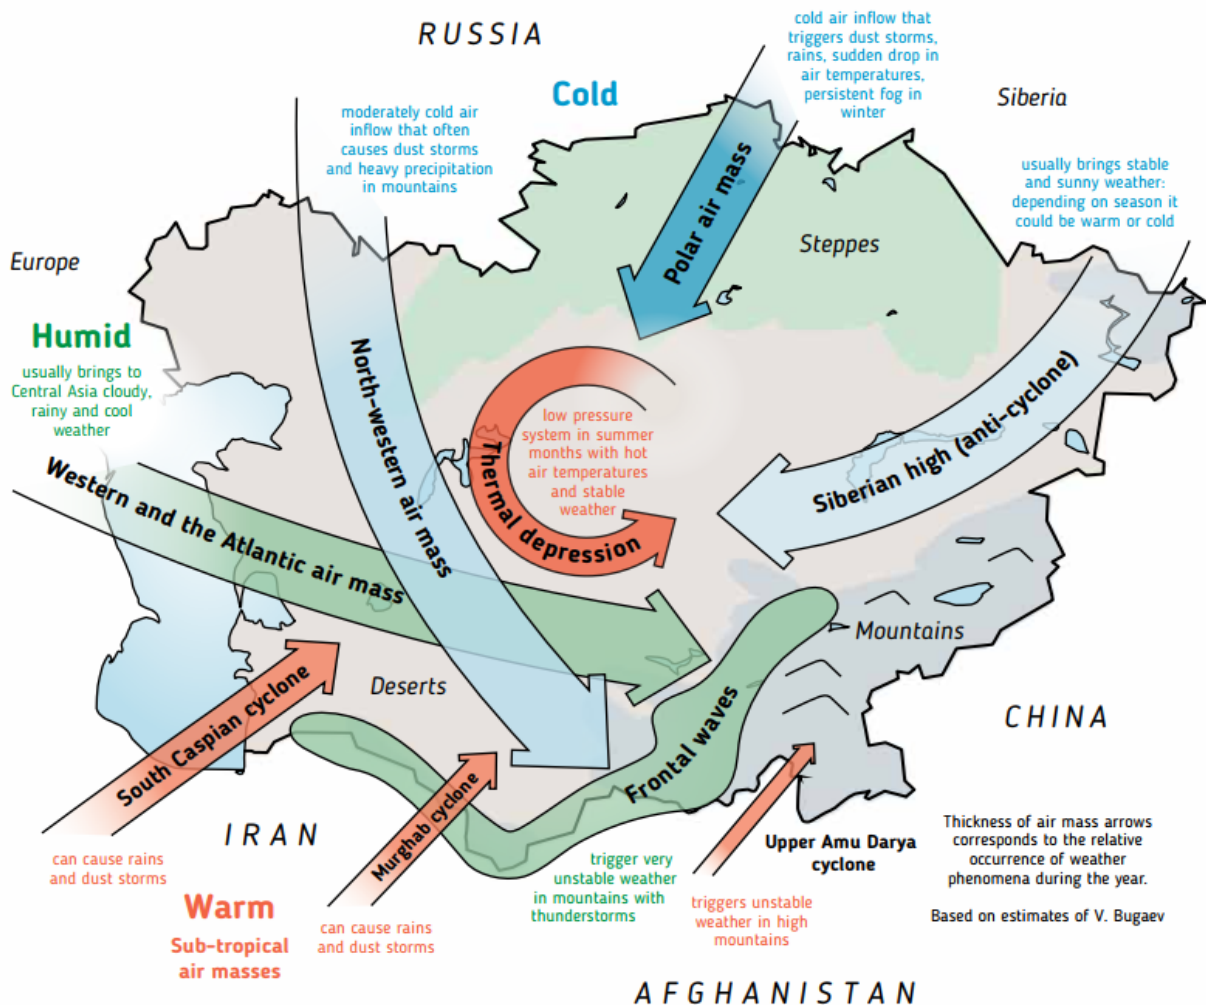 RUSSIA
cold air inflow that
triggers dust storms,
rains, sudden drop in
air temperatures,
persistent fog in
winter
Cold
Siberia
moderately cold air
inflow that often
causes dust storms
and heavy precipitation
in mountains
usually brings stable
and sunny weather:
depending on season it
could be warm or cold
Polar air mass
Steppes
Europe
Humid
usually brings to
Central Asia cloudy,
rainy and cool
weather
North-western air mass
Siberian high (anti-cyclone)
low pressure
system in summer
months with hot
air temperatures
and stable
weather
Thermal depression
Western and the Atlantic air mass
Mountains
Deserts
South Caspian cyclone
CHINA
Frontal waves
Murghab cyclone
IRAN
can cause rains
and dust storms
Warm
Sub-tropical
air masses
can cause rains
and dust storms
trigger very
unstable weather
in mountains with
thunderstorms
Upper Amu Darya
cyclone
triggers unstable
weather in high
mountains
Thickness of air mass arrows
corresponds to the relative
occurrence of weather
phenomena during the year.
Based on estimates of V. Bugaev
AFGHANISTAN